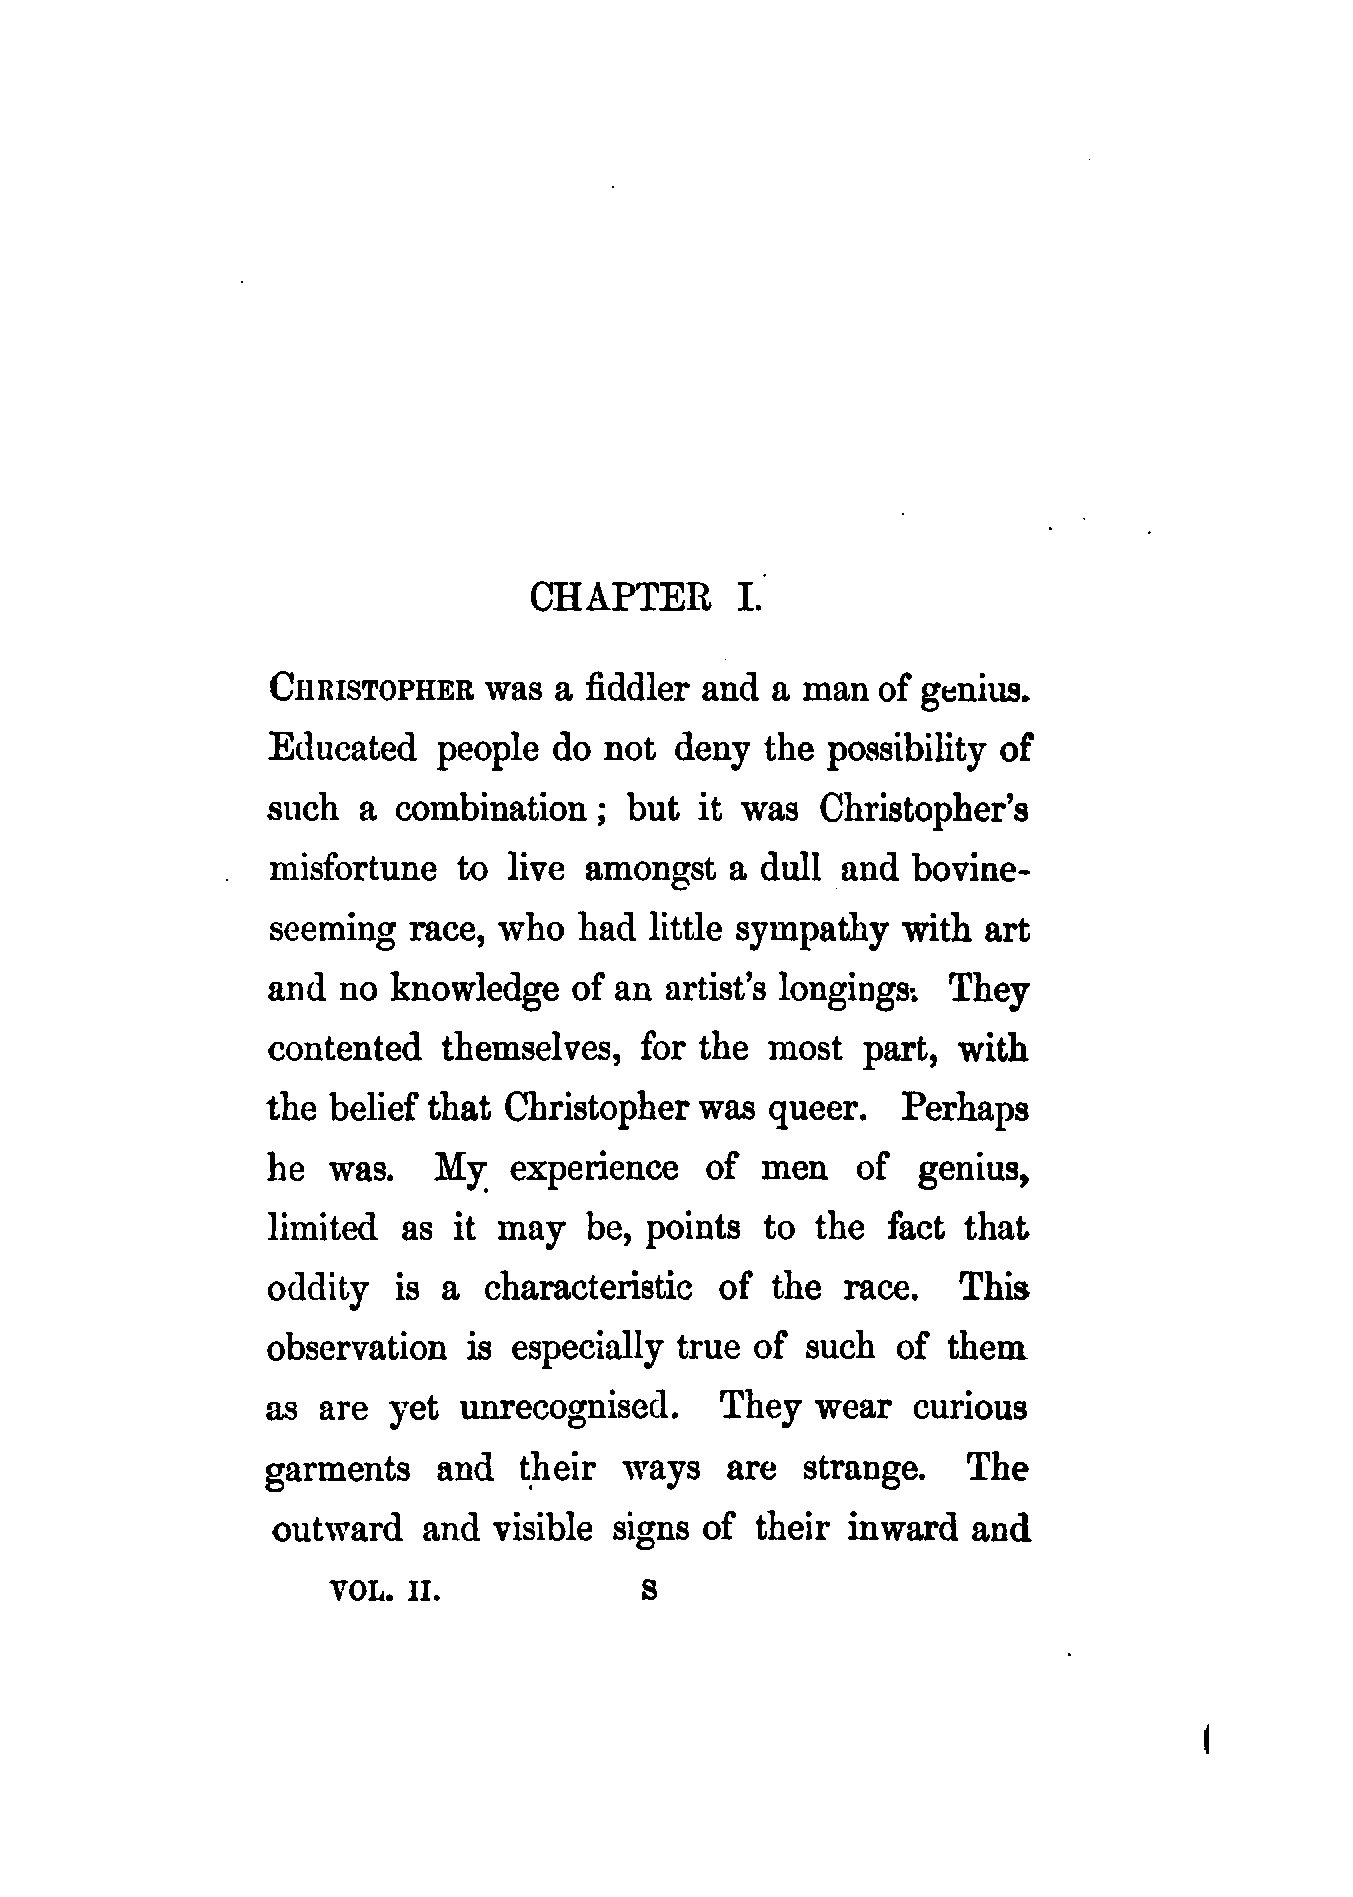 CHAPTER I.
CHRISTOPHER was a fiddler and a man of genius.
Educated people do not deny the possibility of
such a combination; but it was Christopher's
misfortune to live amongst a dull and bovine-
seeming race, who had little sympathy with art
and no knowledge of an artist's longings. They
contented themselves, for the most part, with
the belief that Christopher was queer. Perhaps
he was. My experience of men of genius,
limited as it may be, points to the fact that
oddity is a characteristic of the race. This
observation is especially true of such of them
as are yet unrecognised. They wear curious
garments and their ways are strange. The
outward and visible signs of their inward and
VOL. II. S